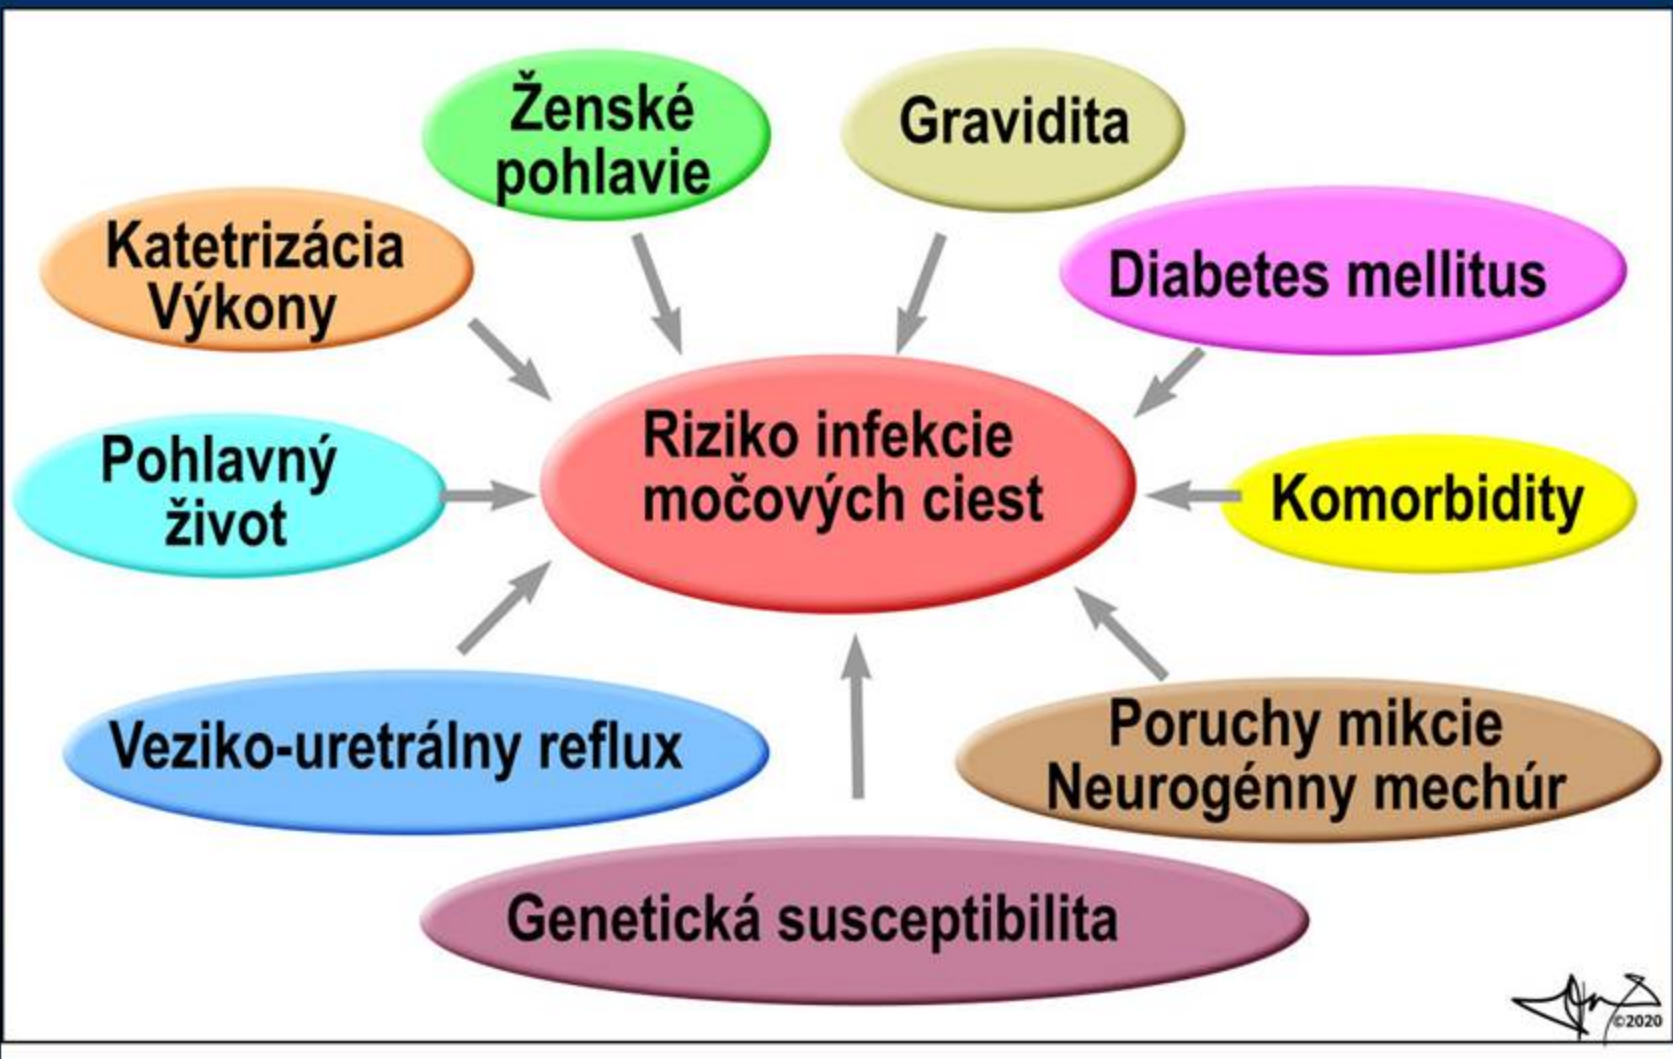 Ženské
pohlavie
Gravidita
Katetrizácia
Výkony
Diabetes mellitus
Riziko infekcie
močových ciest
Pohlavný
život
Komorbidity
Veziko-uretrálny reflux
Poruchy mikcie
Neurogénny mechúr
Genetická susceptibilita
©2020